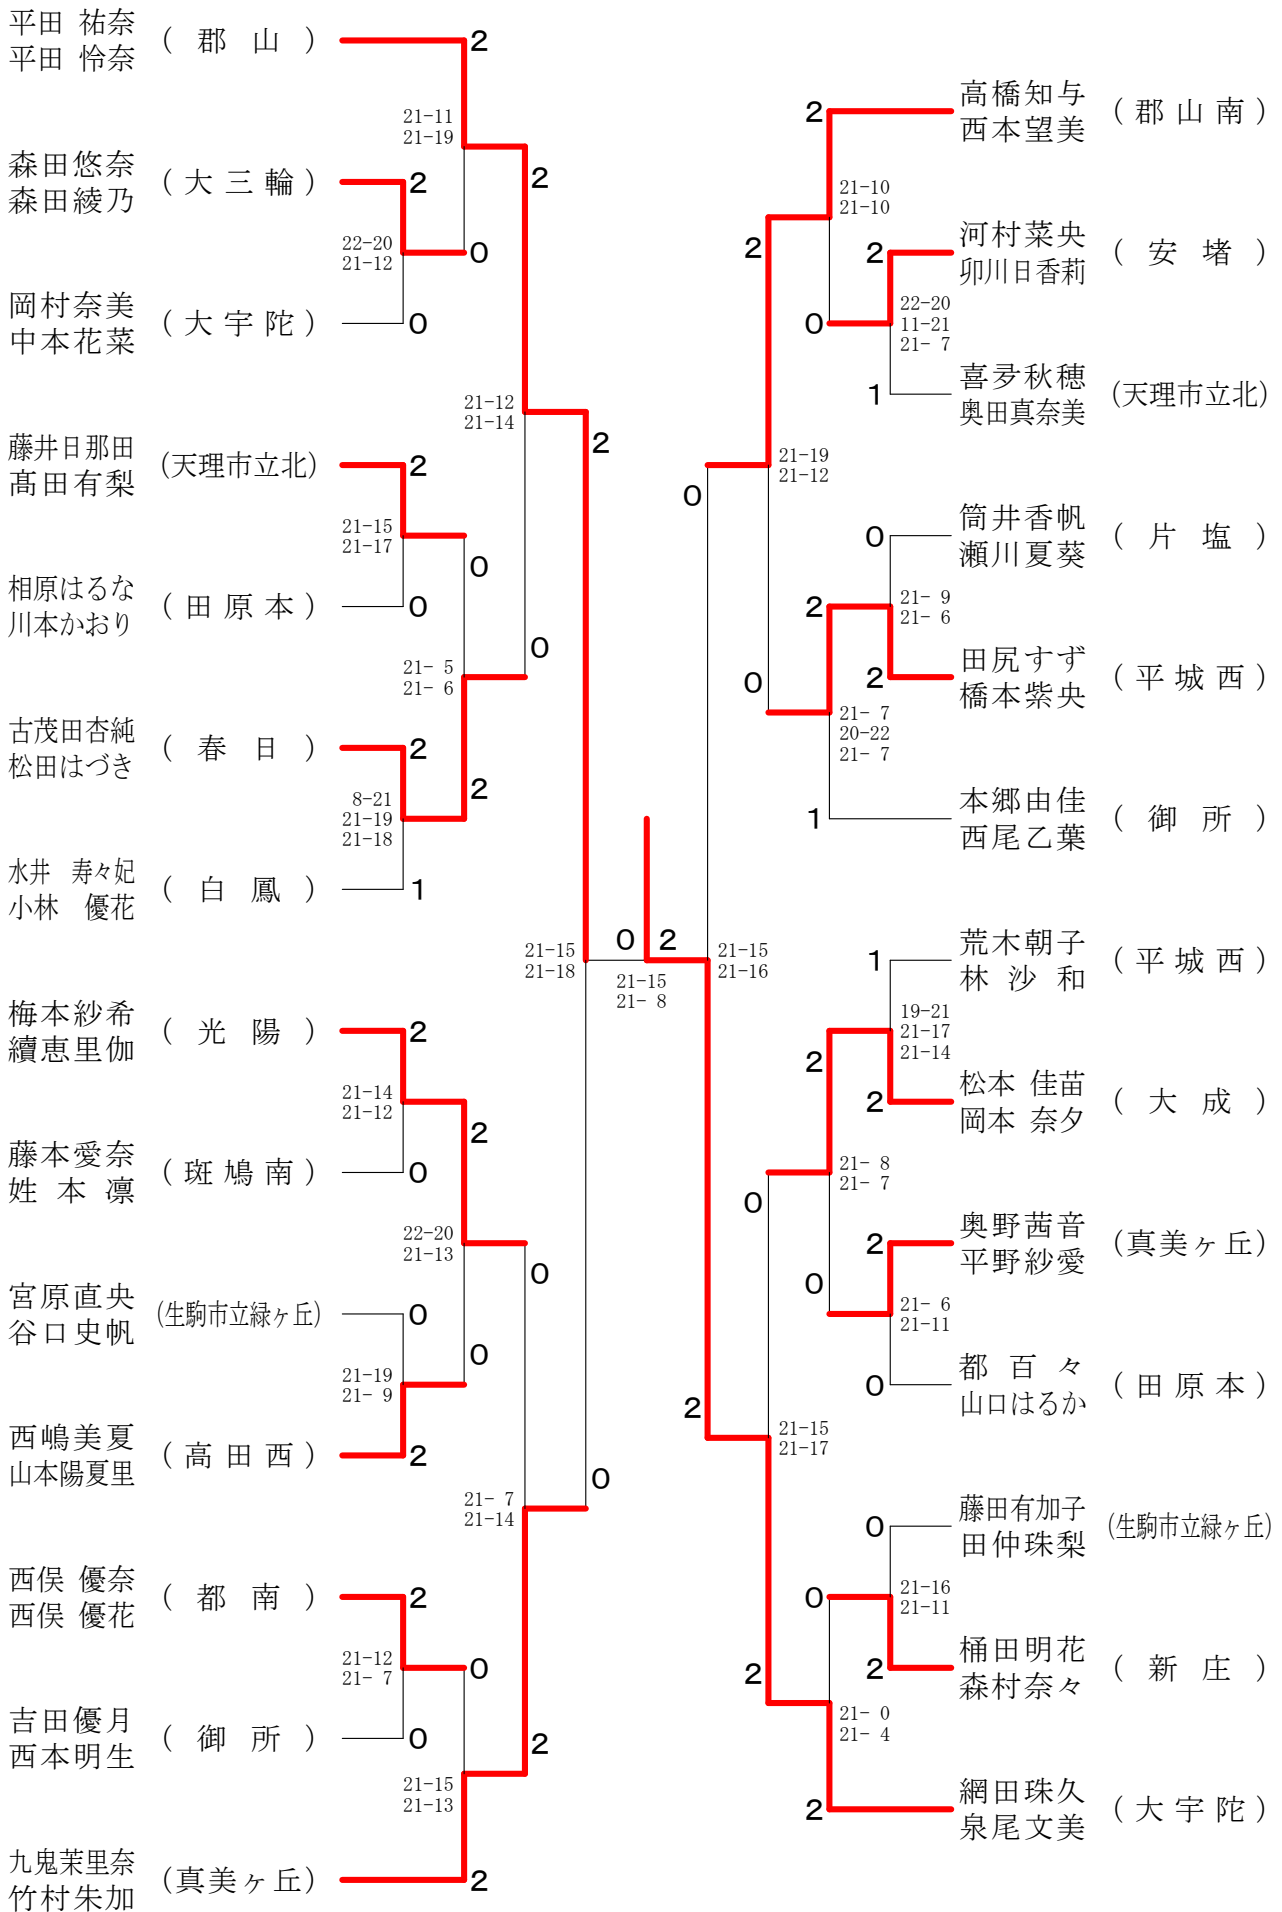 平田 祐奈
平田 怜奈
( 郡 山 )
2
21-11
21-19
2
森田悠奈
森田綾乃
( 大 三 輪 )
2
22-20
21-12
0
岡村奈美
中本花菜
( 大 宇 陀 )
0
21-12
21-14
2
藤井日那田
髙田有梨
(天理市立北)
2
21-15
21-17
0
相原はるな
川本かおり
( 田 原 本 )
0
21- 5
21- 6
0
古茂田杏純
松田はづき
( 春 日 )
2
8-21
21-19
21-18
2
水井 寿々妃
小林 優花
( 白 鳳 )
1
21-15
21-18
0
2
21-15
21- 8
梅本紗希
續恵里伽
( 光 陽 )
2
21-14
21-12
2
藤本愛奈
姓 本 凛
( 斑 鳩 南 )
0
22-20
21-13
0
宮原直央
谷口史帆
(生駒市立緑ヶ丘)
0
21-19
21- 9
0
西嶋美夏
山本陽夏里
( 高 田 西 )
2
21- 7
21-14
0
西俣 優奈
西俣 優花
( 都 南 )
2
21-12
21- 7
0
吉田優月
西本明生
( 御 所 )
0
21-15
21-13
2
九鬼茉里奈
竹村朱加
(真美ヶ丘)
2
高橋知与
西本望美
( 郡 山 南 )
2
21-10
21-10
2
河村菜央
卯川日香莉
( 安 堵 )
2
22-20
11-21
21- 7
0
喜多秋穂
奥田真奈美
(天理市立北)
1
21-19
21-12
0
筒井香帆
瀬川夏葵
( 片 塩 )
0
21- 9
21- 6
2
田尻すず
橋本紫央
( 平 城 西 )
2
0
21- 7
20-22
21- 7
本郷由佳
西尾乙葉
( 御 所 )
1
21-15
21-16
荒木朝子
林 沙 和
( 平 城 西 )
1
19-21
21-17
21-14
2
松本 佳苗
岡本 奈夕
( 大 成 )
2
21- 8
21- 7
0
奥野茜音
平野紗愛
(真美ヶ丘)
2
0
21- 6
21-11
都 百 々
山口はるか
( 田 原 本 )
0
2
21-15
21-17
藤田有加子
田仲珠梨
(生駒市立緑ヶ丘)
0
21-16
21-11
0
桶田明花
森村奈々
( 新 庄 )
2
2
21- 0
21- 4
網田珠久
泉尾文美
( 大 宇 陀 )
2